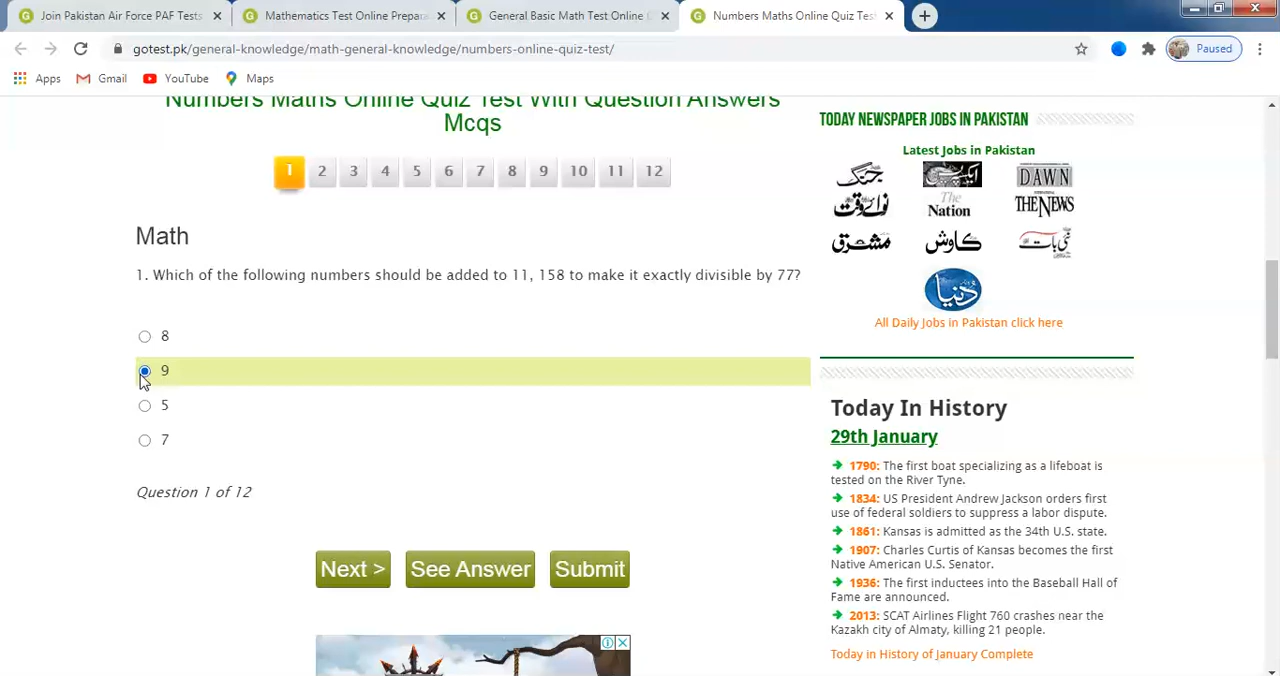 Join Pakistan Air Force PAF Tests
Mathematics Test Online Prepara
General Basic Math Test Online
Numbers Maths Online Quiz Test
gotest.pk/general-knowledge/math-general-knowledge/numbers-online-quiz-test/
Paused
Apps
Gmail
YouTube
Maps
Numbers Maths Online Quiz Test With Question Answers
Mcqs
1 2 3 4 5 6 7 8 9 10 11 12
Math
1. Which of the following numbers should be added to 11, 158 to make it exactly divisible by 77?
8
9
5
7
Question 1 of 12
Next >
See Answer
Submit
TODAY NEWSPAPER JOBS IN PAKISTAN
Latest Jobs in Pakistan
جنگ
ایکسپریس
DAWN
نوائے وقت
The
Nation
THE NEWS
مشرق
کاوش
نئی بات
دنیا
All Daily Jobs in Pakistan click here
Today In History
29th January
1790: The first boat specializing as a lifeboat is
tested on the River Tyne.
1834: US President Andrew Jackson orders first
use of federal soldiers to suppress a labor dispute.
1861: Kansas is admitted as the 34th U.S. state.
1907: Charles Curtis of Kansas becomes the first
Native American U.S. Senator.
1936: The first inductees into the Baseball Hall of
Fame are announced.
2013: SCAT Airlines Flight 760 crashes near the
Kazakh city of Almaty, killing 21 people.
Today in History of January Complete